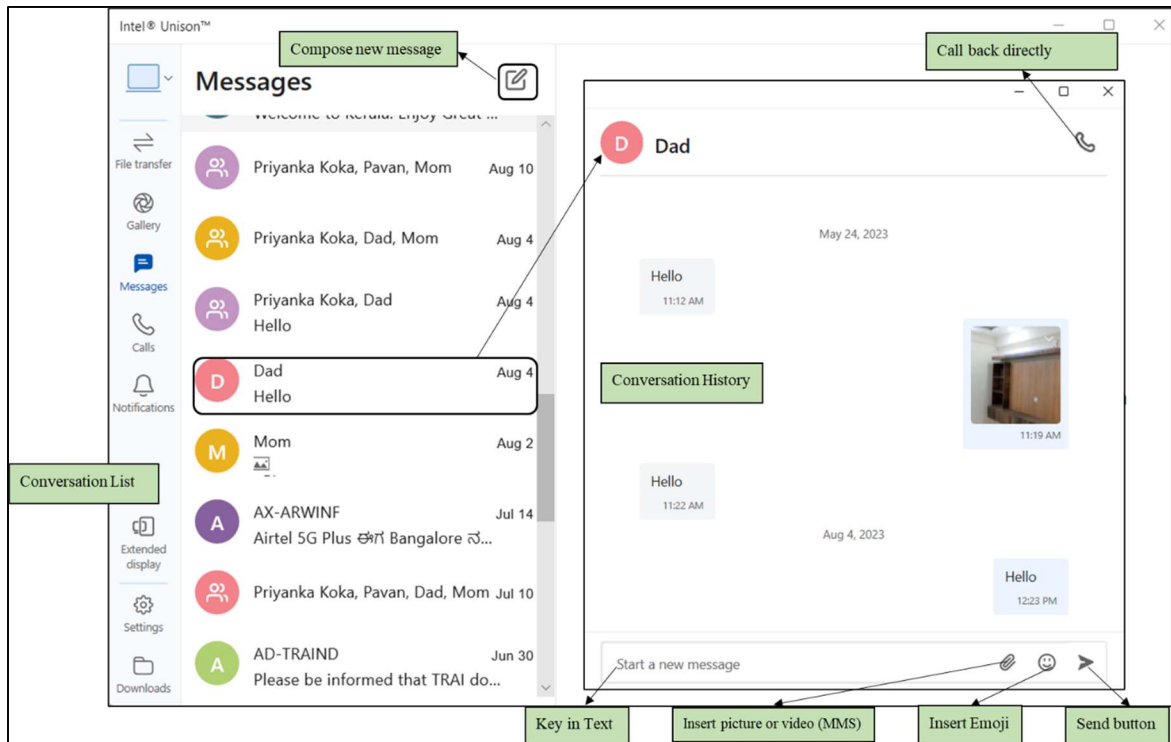 Intel® Unison™
Compose new message
Call back directly
Messages
File transfer
Gallery
Messages
Calls
Notifications
Conversation List
Extended
display
Settings
Downloads
Welcome to Kerala! Enjoy Great ...
Priyanka Koka, Pavan, Mom Aug 10
Priyanka Koka, Dad, Mom Aug 4
Priyanka Koka, Dad Aug 4
Hello
D Dad Aug 4
Hello
M Mom Aug 2
A AX-ARWINF Jul 14
Airtel 5G Plus ಈಗ Bangalore ನ...
Priyanka Koka, Pavan, Dad, Mom Jul 10
A AD-TRAIND Jun 30
Please be informed that TRAI do...
D Dad
May 24, 2023
Hello
11:12 AM
Conversation History
11:19 AM
Hello
11:22 AM
Aug 4, 2023
Hello
12:23 PM
Start a new message
Key in Text
Insert picture or video (MMS)
Insert Emoji
Send button